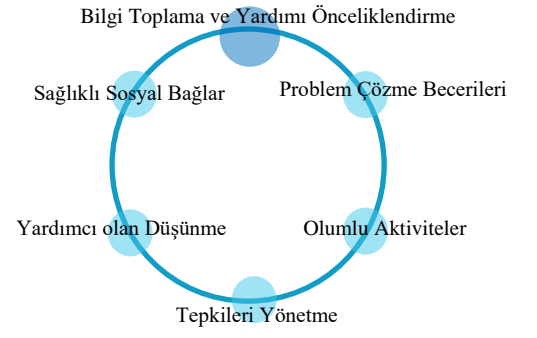 Bilgi Toplama ve Yardımı Önceliklendirme
Sağlıklı Sosyal Bağlar
Problem Çözme Becerileri
Yardımcı olan Düşünme
Olumlu Aktiviteler
Tepkileri Yönetme